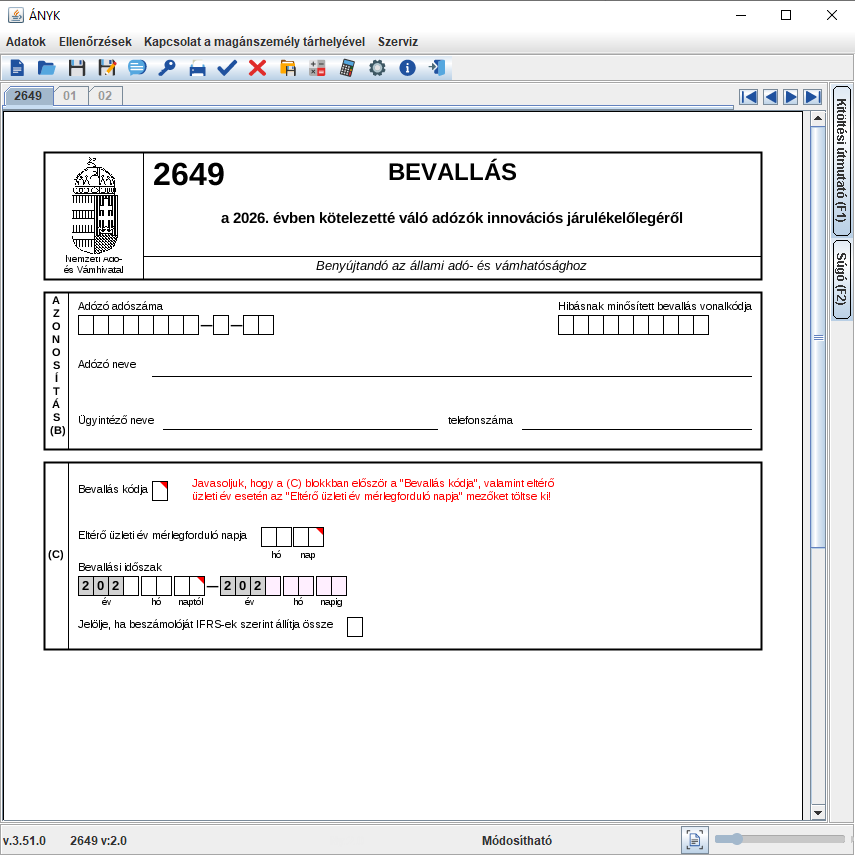 ÁNYK
Adatok Ellenőrzések Kapcsolat a magánszemély tárhelyével Szerviz
2649 01 02
Kitöltési útmutató (F1)
Súgó (F2)
2649 BEVALLÁS
a 2026. évben kötelezetté váló adózók innovációs járulékelőlegéről
Nemzeti Adó-
és Vámhivatal
Benyújtandó az állami adó- és vámhatósághoz
AZONOSÍTÁS
(B)
Adózó adószáma Hibásnak minősített bevallás vonalkódja
Adózó neve
Ügyintéző neve telefonszáma
(C)
Bevallás kódja
Javasoljuk, hogy a (C) blokkban először a "Bevallás kódja", valamint eltérő
üzleti év esetén az "Eltérő üzleti év mérlegforduló napja" mezőket töltse ki!
Eltérő üzleti év mérlegforduló napja
hó nap
Bevallási időszak
2 0 2 – 2 0 2
év hó naptól év hó napig
Jelölje, ha beszámolóját IFRS-ek szerint állítja össze
v.3.51.0 2649 v:2.0 Módosítható